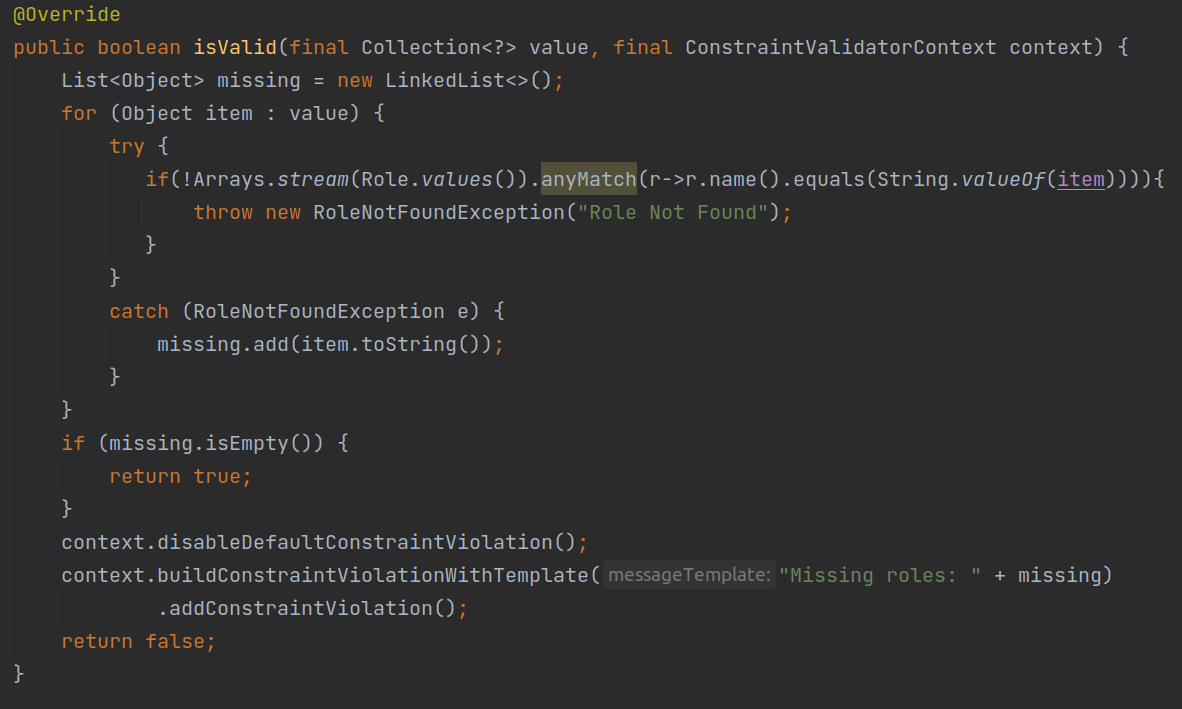 @Override
public boolean isValid(final Collection<?> value, final ConstraintValidatorContext context) {
    List<Object> missing = new LinkedList<>();
    for (Object item : value) {
        try {
           if(!Arrays.stream(Role.values()).anyMatch(r->r.name().equals(String.valueOf(item)))){
               throw new RoleNotFoundException("Role Not Found");
           }
        }
        catch (RoleNotFoundException e) {
            missing.add(item.toString());
        }
    }
    if (missing.isEmpty()) {
        return true;
    }
    context.disableDefaultConstraintViolation();
    context.buildConstraintViolationWithTemplate( messageTemplate: "Missing roles: " + missing)
            .addConstraintViolation();
    return false;
}